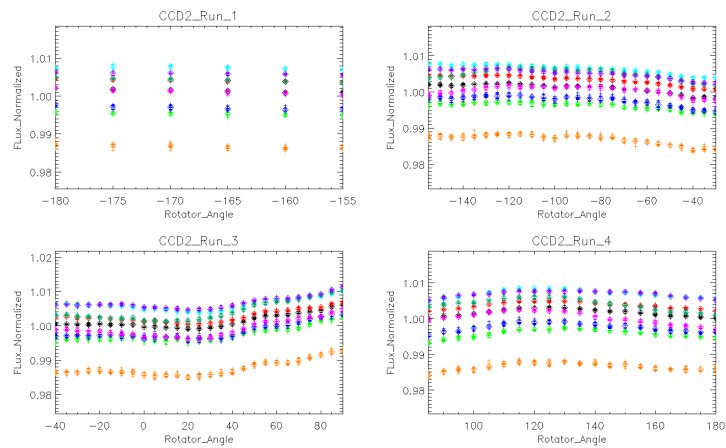 CCD2_Run_1
FLux_Normalized
1.01
1.00
0.99
0.98
−180 −175 −170 −165 −160 −155
Rotator_Angle
CCD2_Run_2
FLux_Normalized
1.01
1.00
0.99
0.98
−140 −120 −100 −80 −60 −40
Rotator_Angle
CCD2_Run_3
FLux_Normalized
1.02
1.01
1.00
0.99
0.98
−40 −20 0 20 40 60 80
Rotator_Angle
CCD2_Run_4
FLux_Normalized
1.01
1.00
0.99
0.98
100 120 140 160 180
Rotator_Angle